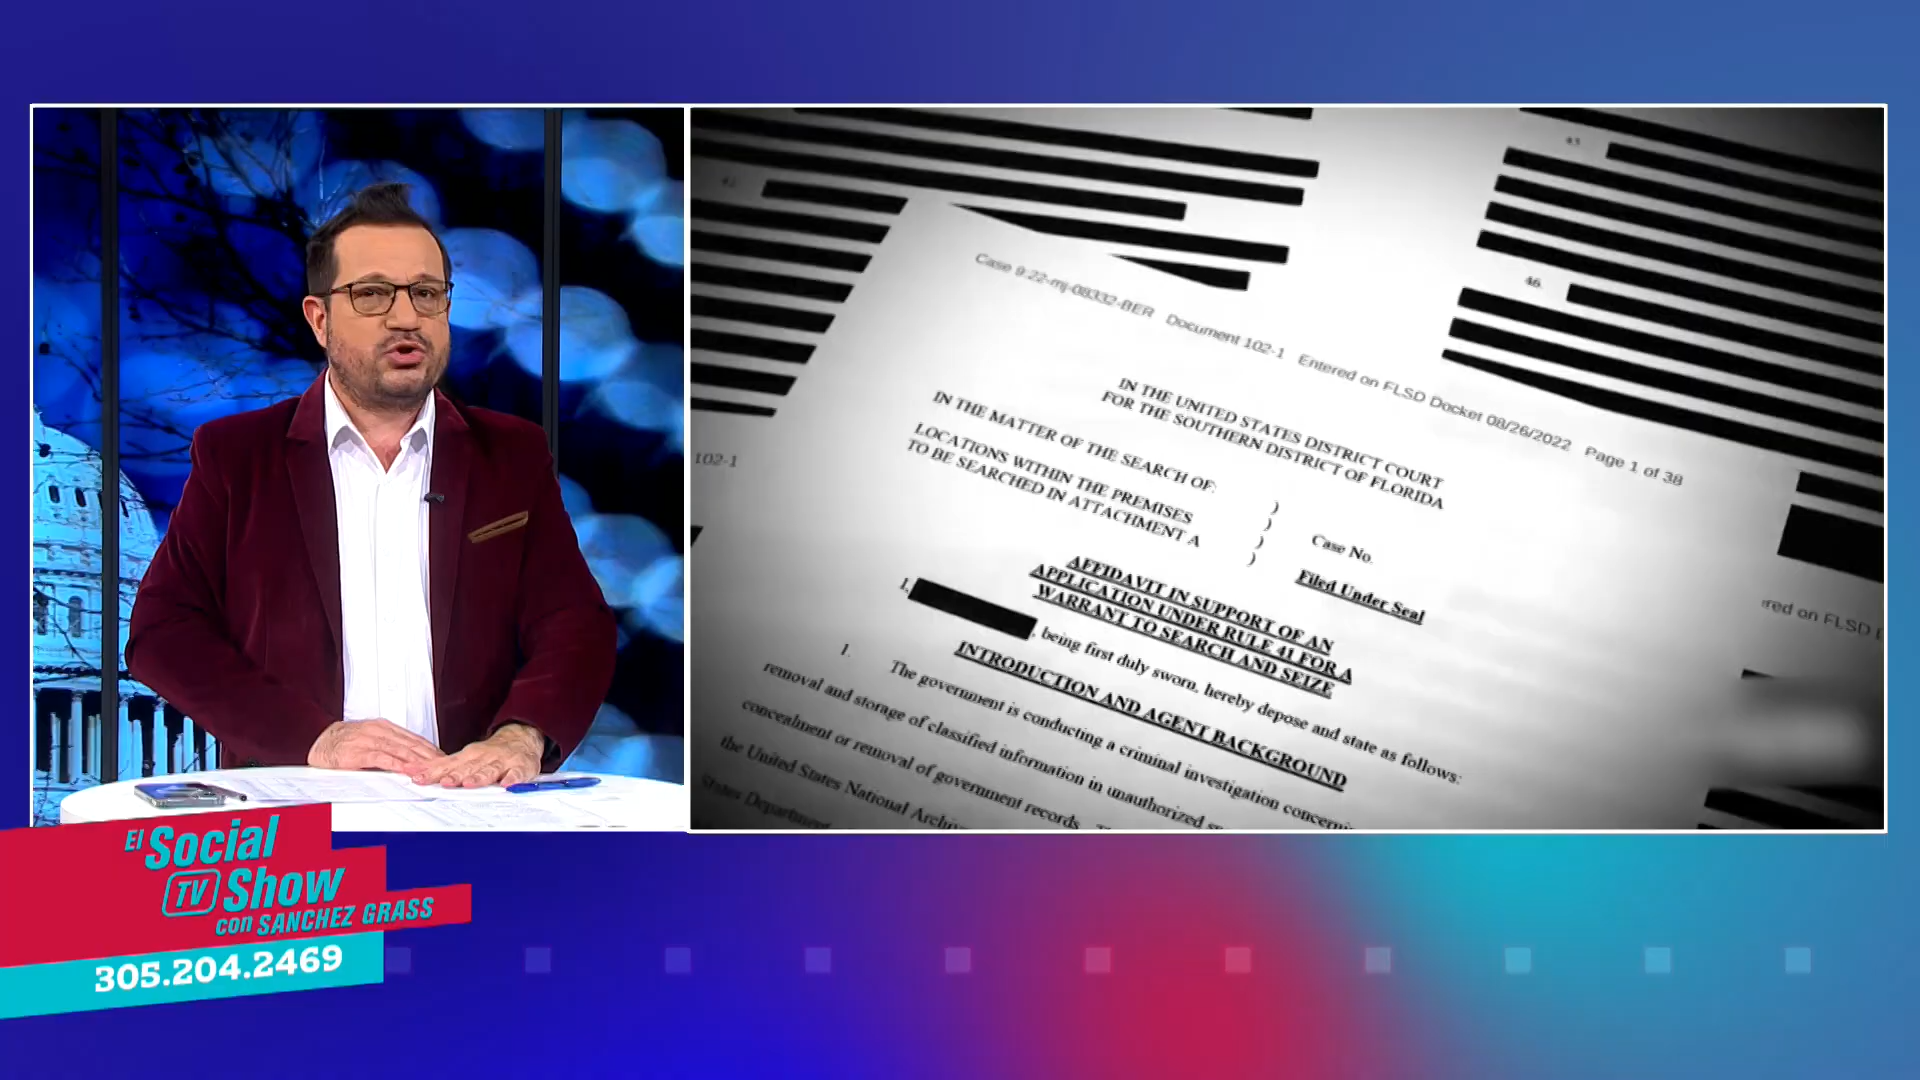 41.
43.
46.
Case 9:22-mj-08332-BER Document 102-1 Entered on FLSD Docket 08/26/2022 Page 1 of 38
IN THE UNITED STATES DISTRICT COURT
FOR THE SOUTHERN DISTRICT OF FLORIDA
IN THE MATTER OF THE SEARCH OF:
LOCATIONS WITHIN THE PREMISES
TO BE SEARCHED IN ATTACHMENT A
)
)
)
)
Case No.
Filed Under Seal
102-1
AFFIDAVIT IN SUPPORT OF AN
APPLICATION UNDER RULE 41 FOR A
WARRANT TO SEARCH AND SEIZE
I, , being first duly sworn, hereby depose and state as follows:
INTRODUCTION AND AGENT BACKGROUND
1. The government is conducting a criminal investigation
removal and storage of classified information in unauthorized
concealment or removal of government records
the United States National
States Department
on FLSD
El Social
TV Show
con SANCHEZ GRASS
305.204.2469